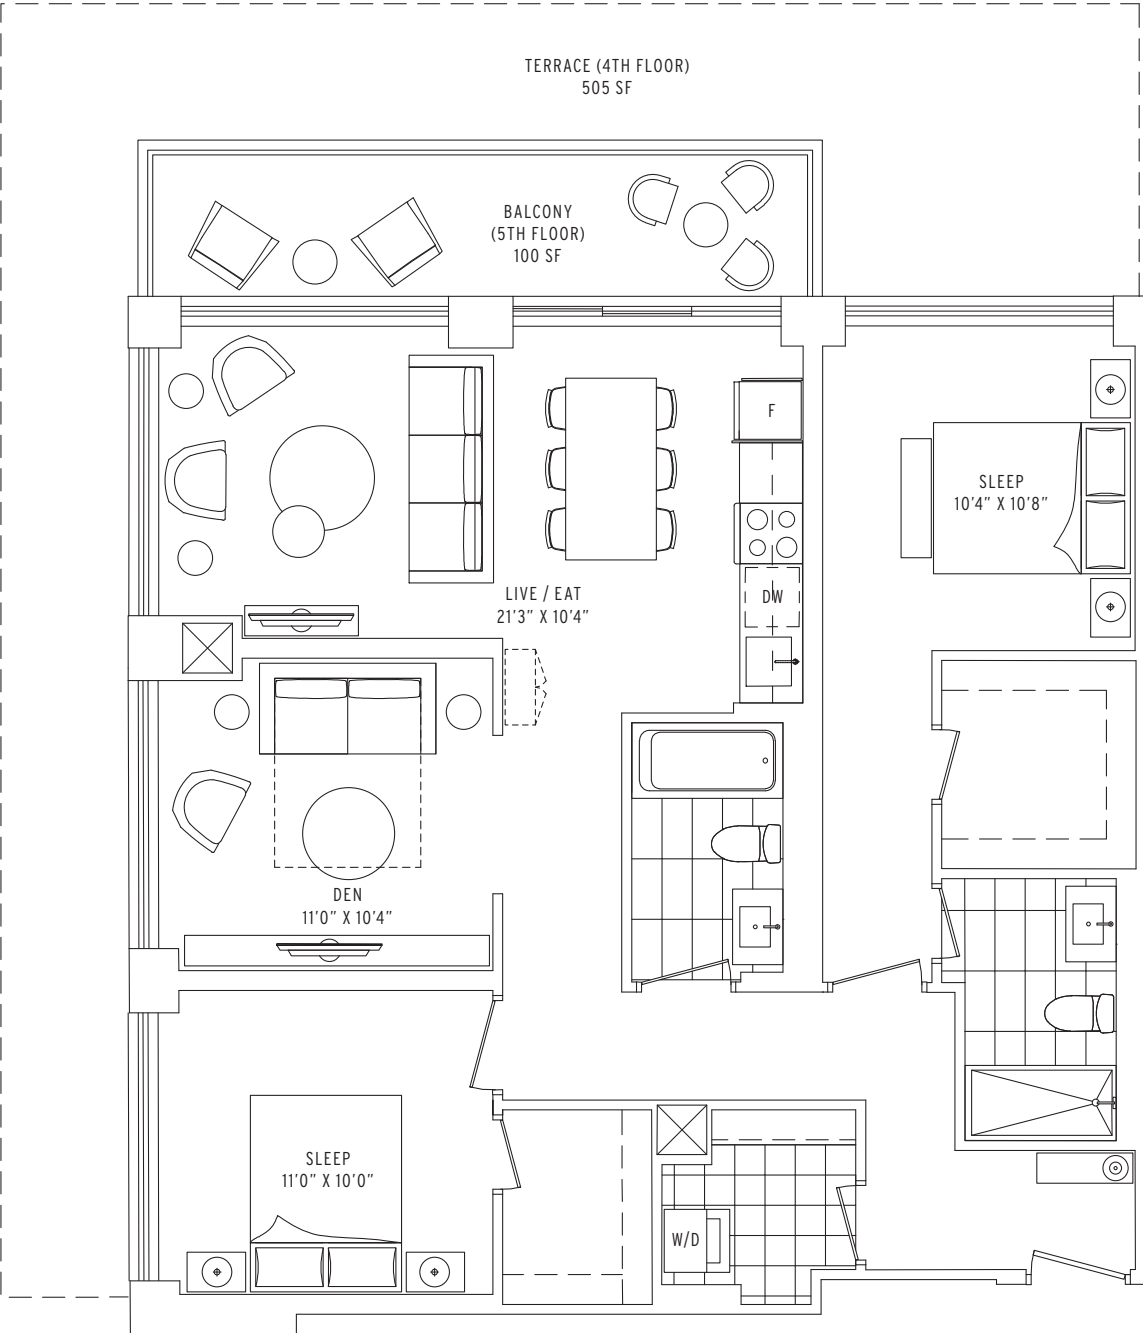 TERRACE (4TH FLOOR)
505 SF
BALCONY
(5TH FLOOR)
100 SF
F
SLEEP
10'4" X 10'8"
DW
LIVE / EAT
21'3" X 10'4"
DEN
11'0" X 10'4"
SLEEP
11'0" X 10'0"
W/D